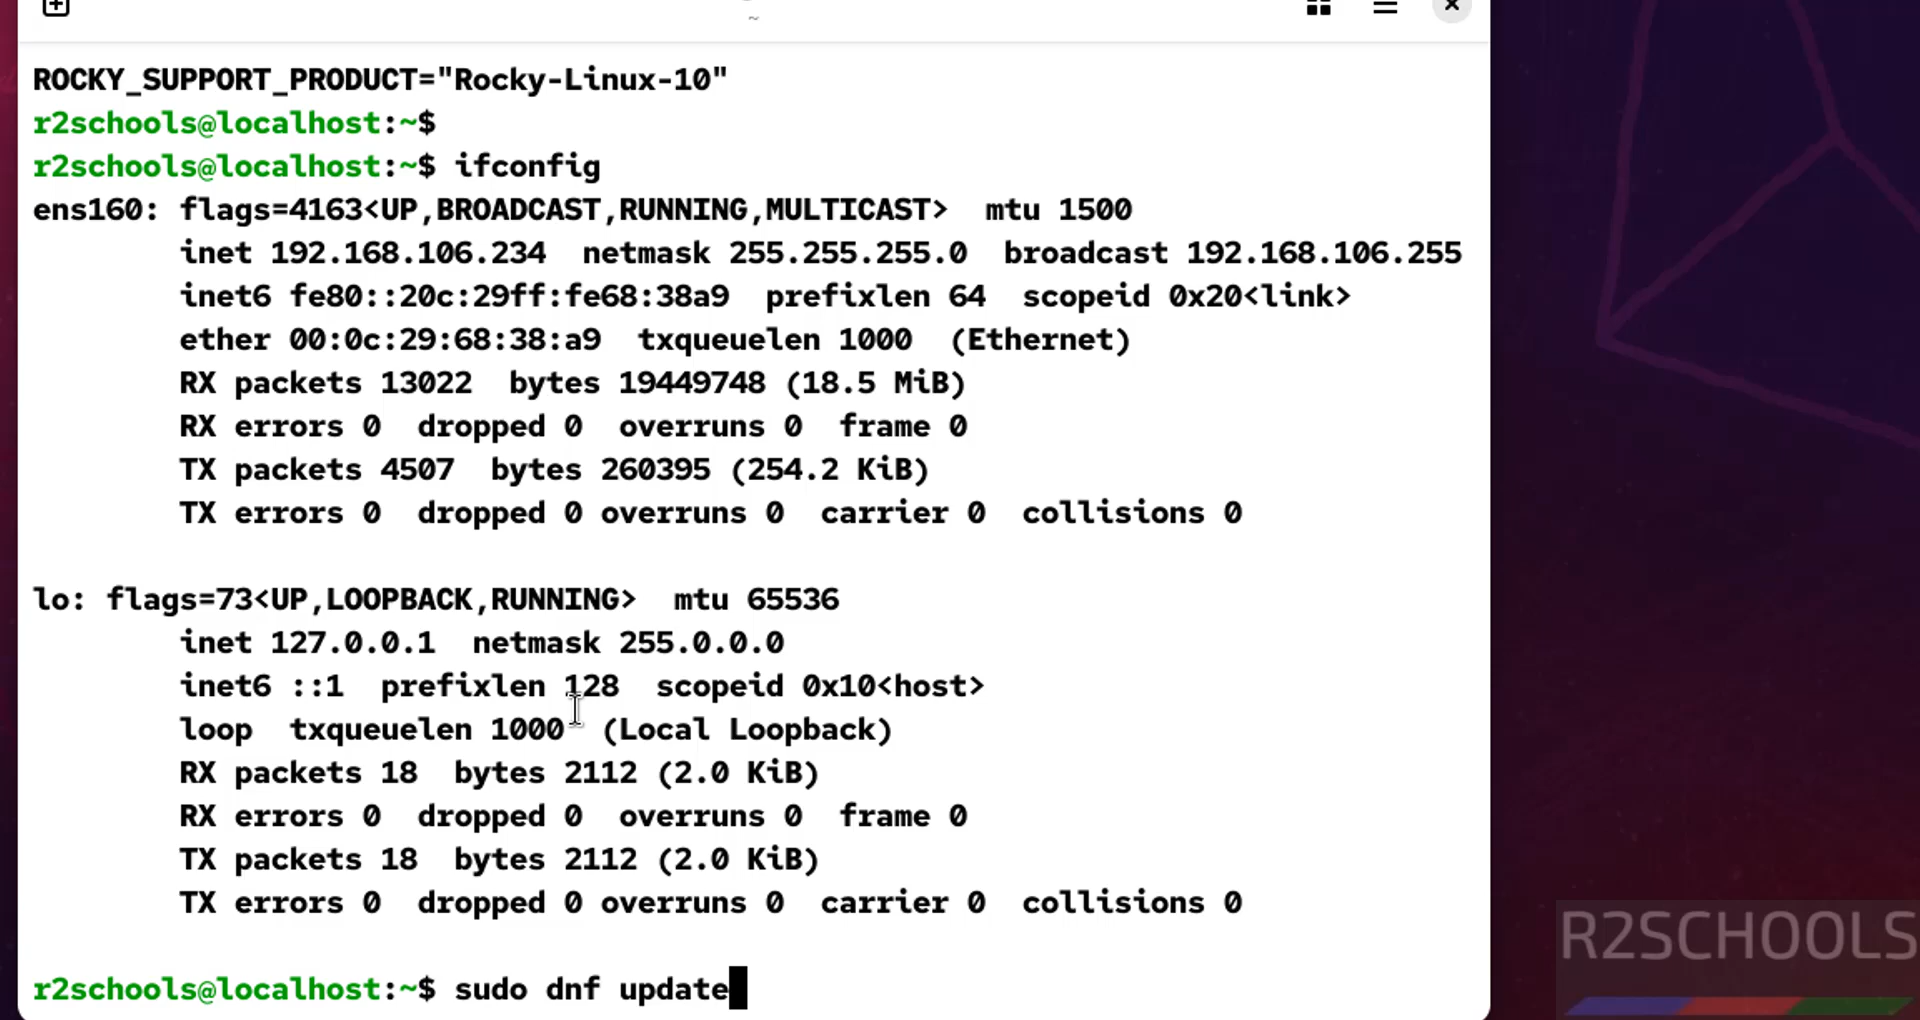 ~
ROCKY_SUPPORT_PRODUCT="Rocky-Linux-10"
r2schools@localhost:~$
r2schools@localhost:~$ ifconfig
ens160: flags=4163<UP,BROADCAST,RUNNING,MULTICAST>  mtu 1500
        inet 192.168.106.234  netmask 255.255.255.0  broadcast 192.168.106.255
        inet6 fe80::20c:29ff:fe68:38a9  prefixlen 64  scopeid 0x20<link>
        ether 00:0c:29:68:38:a9  txqueuelen 1000  (Ethernet)
        RX packets 13022  bytes 19449748 (18.5 MiB)
        RX errors 0  dropped 0  overruns 0  frame 0
        TX packets 4507  bytes 260395 (254.2 KiB)
        TX errors 0  dropped 0 overruns 0  carrier 0  collisions 0

lo: flags=73<UP,LOOPBACK,RUNNING>  mtu 65536
        inet 127.0.0.1  netmask 255.0.0.0
        inet6 ::1  prefixlen 128  scopeid 0x10<host>
        loop  txqueuelen 1000  (Local Loopback)
        RX packets 18  bytes 2112 (2.0 KiB)
        RX errors 0  dropped 0  overruns 0  frame 0
        TX packets 18  bytes 2112 (2.0 KiB)
        TX errors 0  dropped 0 overruns 0  carrier 0  collisions 0

r2schools@localhost:~$ sudo dnf update
R2SCHOOLS